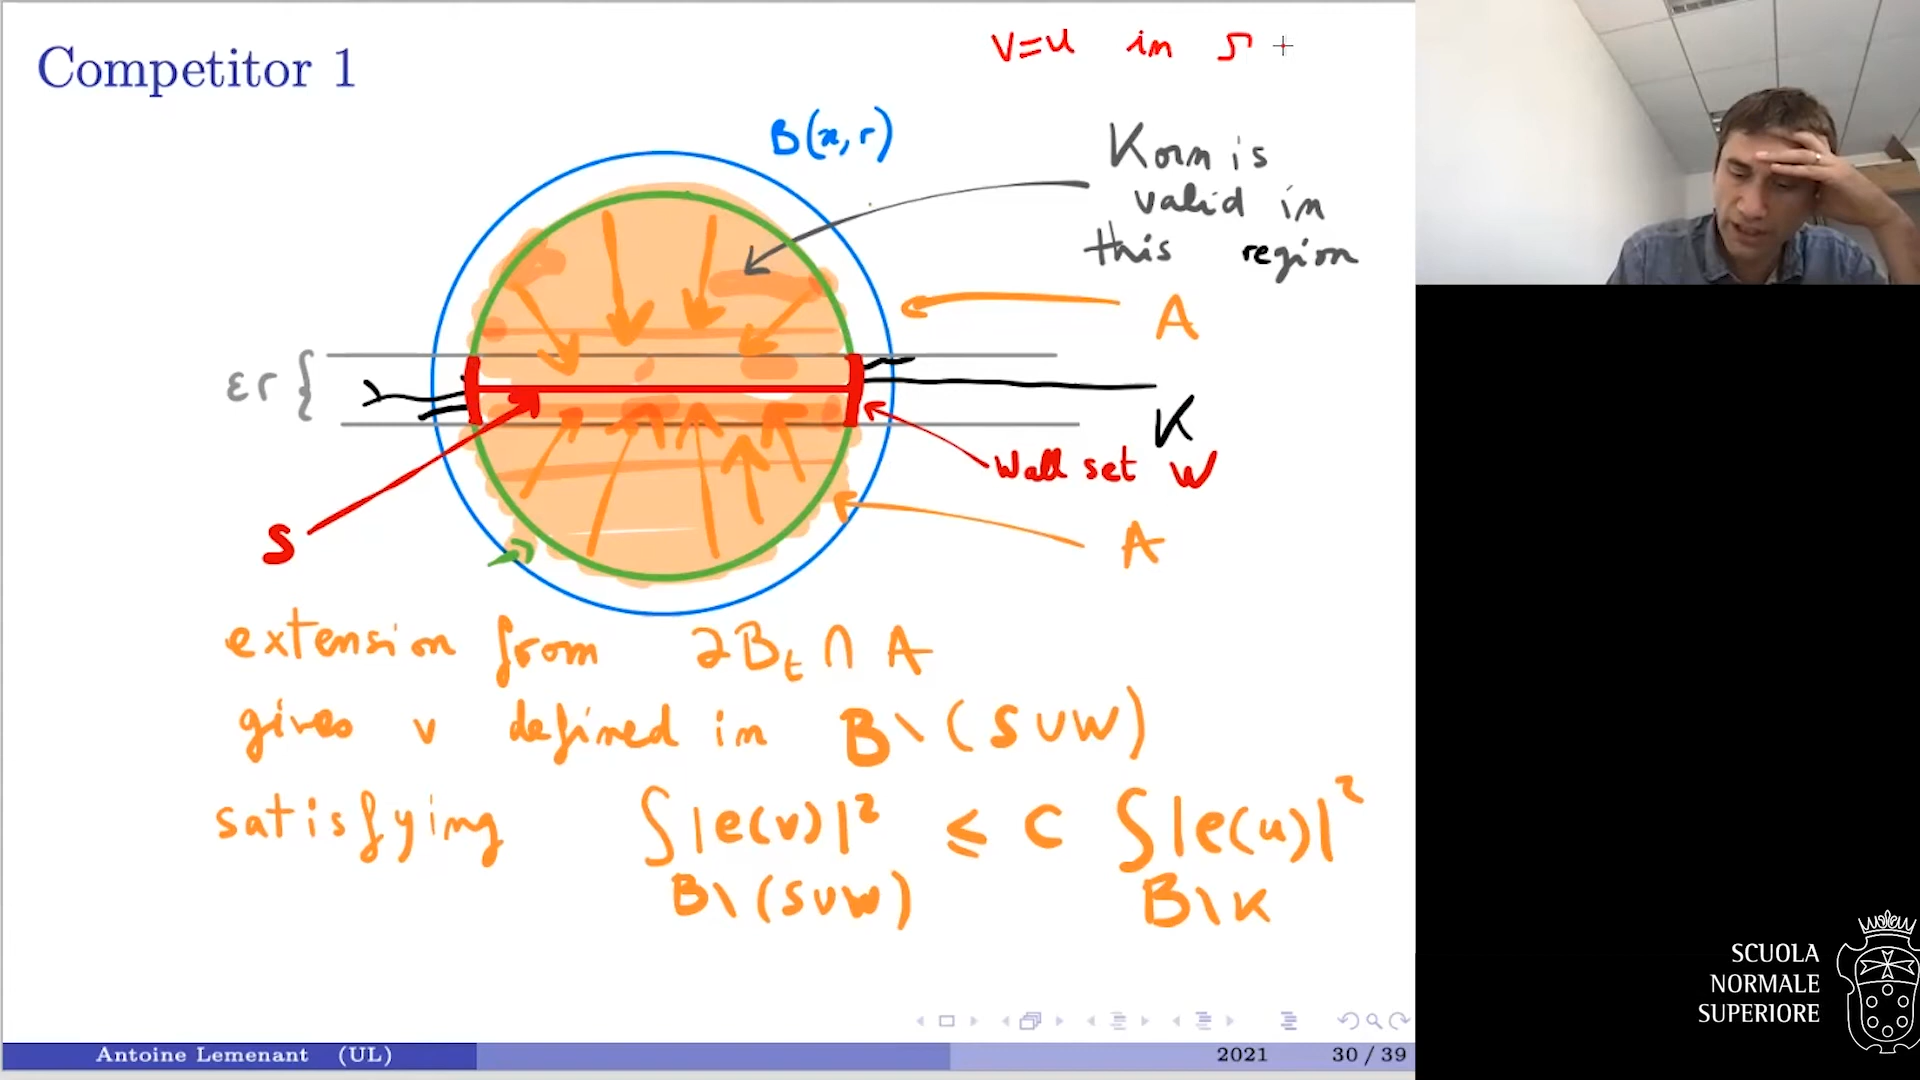 Competitor 1
v=u in Ω
B(x,r)
Korn is
valid in
this region
A
εr {
K
Wall set W
S
A
extension from ∂B_t ∩ A
gives v defined in B\(S∪W)
satisfying ∫|e(v)|² ≤ C ∫|e(u)|²
B\(S∪W) B\K
Antoine Lemenant (UL) 2021 30 / 39
SCUOLA
NORMALE
SUPERIORE